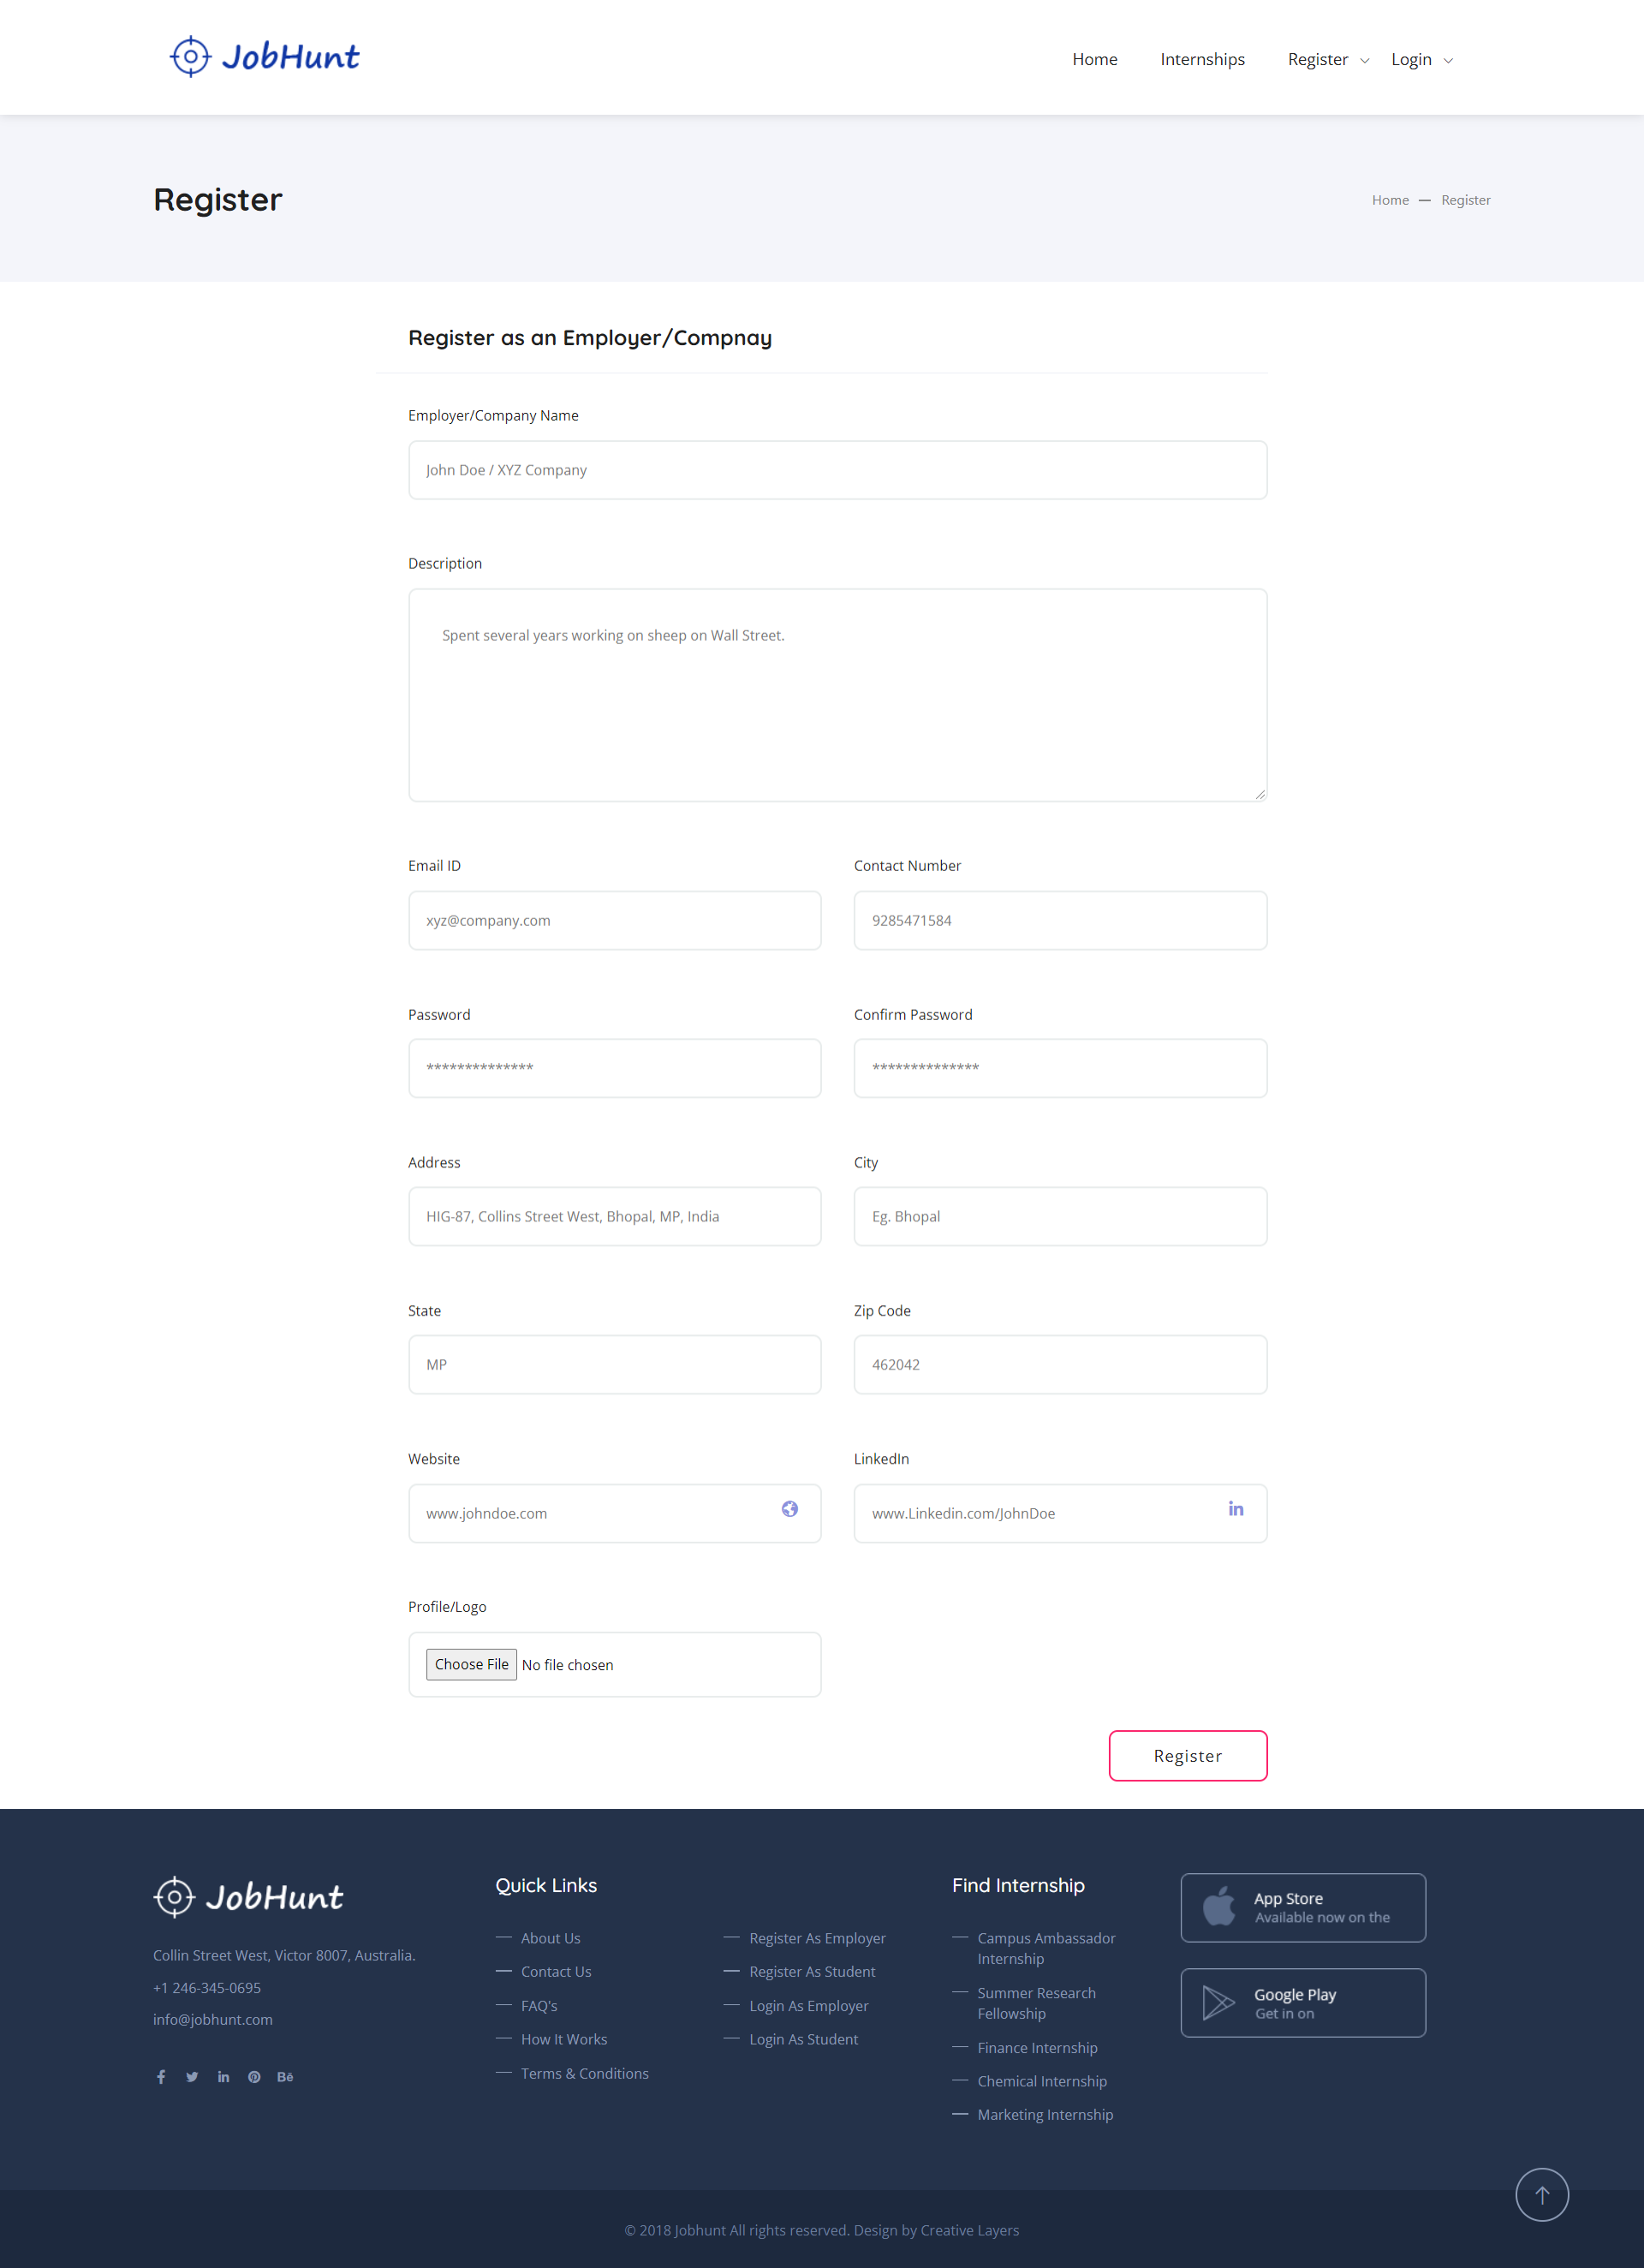 JobHunt
Home Internships Register Login
Register
Home — Register
Register as an Employer/Compnay
Employer/Company Name
John Doe / XYZ Company
Description
Spent several years working on sheep on Wall Street.
Email ID Contact Number
xyz@company.com 9285471584
Password Confirm Password
************** **************
Address City
HIG-87, Collins Street West, Bhopal, MP, India Eg. Bhopal
State Zip Code
MP 462042
Website LinkedIn
www.johndoe.com www.Linkedin.com/JohnDoe
Profile/Logo
Choose File No file chosen
Register
JobHunt
Collin Street West, Victor 8007, Australia.
+1 246-345-0695
info@jobhunt.com
Quick Links
About Us
Contact Us
FAQ's
How It Works
Terms & Conditions
Register As Employer
Register As Student
Login As Employer
Login As Student
Find Internship
Campus Ambassador
Internship
Summer Research
Fellowship
Finance Internship
Chemical Internship
Marketing Internship
App Store
Available now on the
Google Play
Get in on
© 2018 Jobhunt All rights reserved. Design by Creative Layers